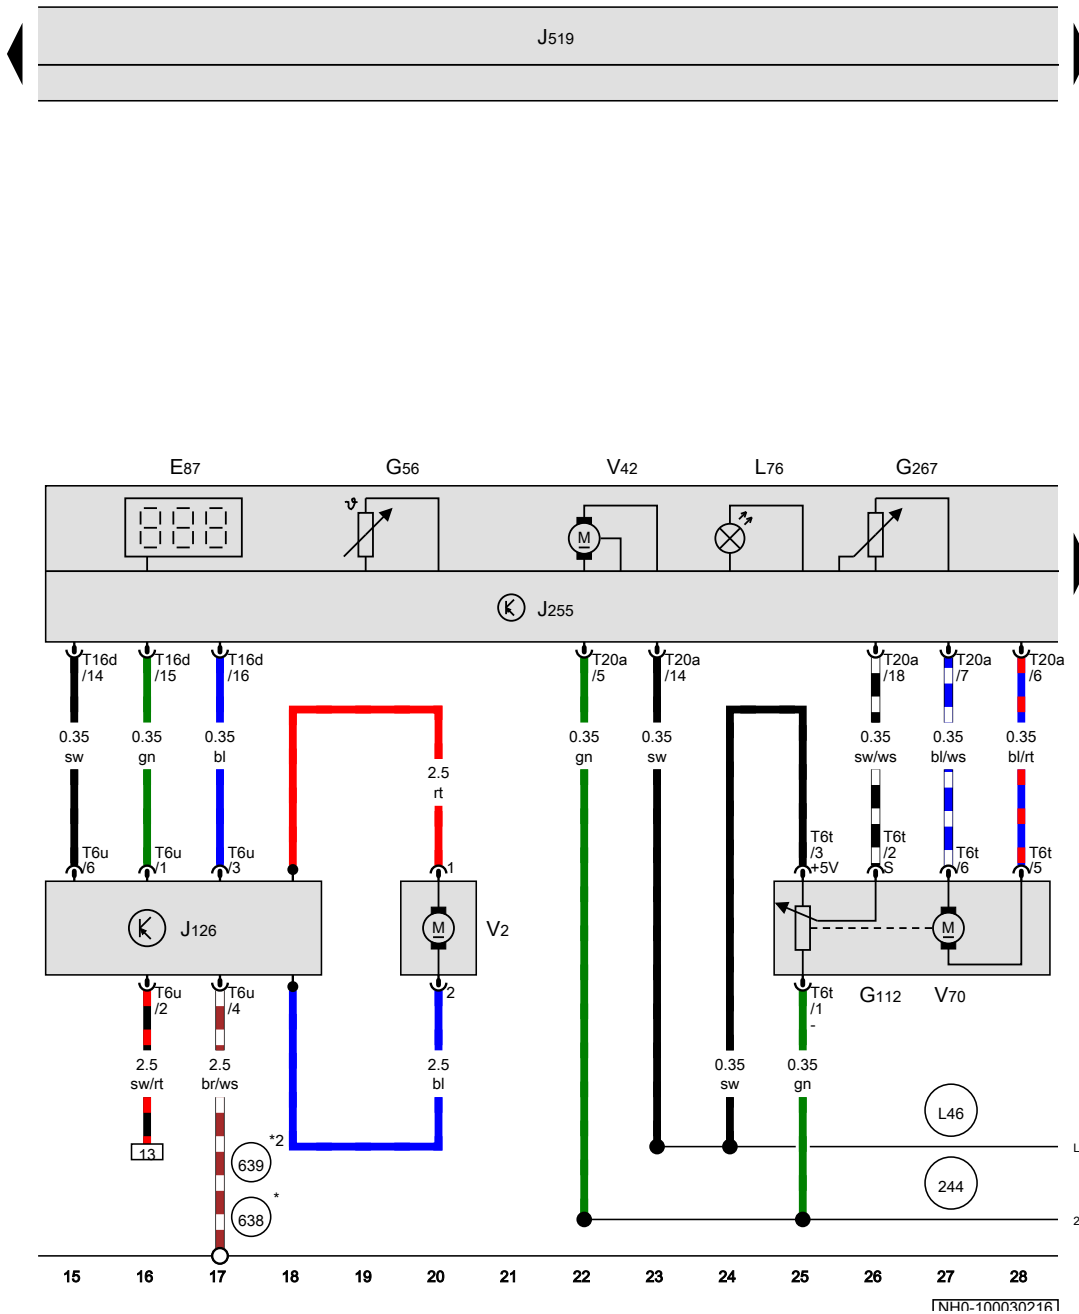 J519
E87 G56 V42 L76 G267
ϑ
M
J255
T16d T16d T16d T20a T20a T20a T20a T20a
/14 /15 /16 /5 /14 /18 /7 /6
0.35 0.35 0.35 0.35 0.35 0.35 0.35 0.35
sw gn bl gn sw sw/ws bl/ws bl/rt
2.5
rt
T6u T6u T6u T6t T6t T6t T6t
/6 /1 /3 1 /3 /2 /6 /5
+5V S
J126 M V2 M
T6u T6u 2 T6t G112 V70
/2 /4 /1
-
2.5 2.5 2.5 0.35 0.35
sw/rt br/ws bl sw gn
L46
*2
13 639 L
244
*
638 2
15 16 17 18 19 20 21 22 23 24 25 26 27 28
NH0-100030216